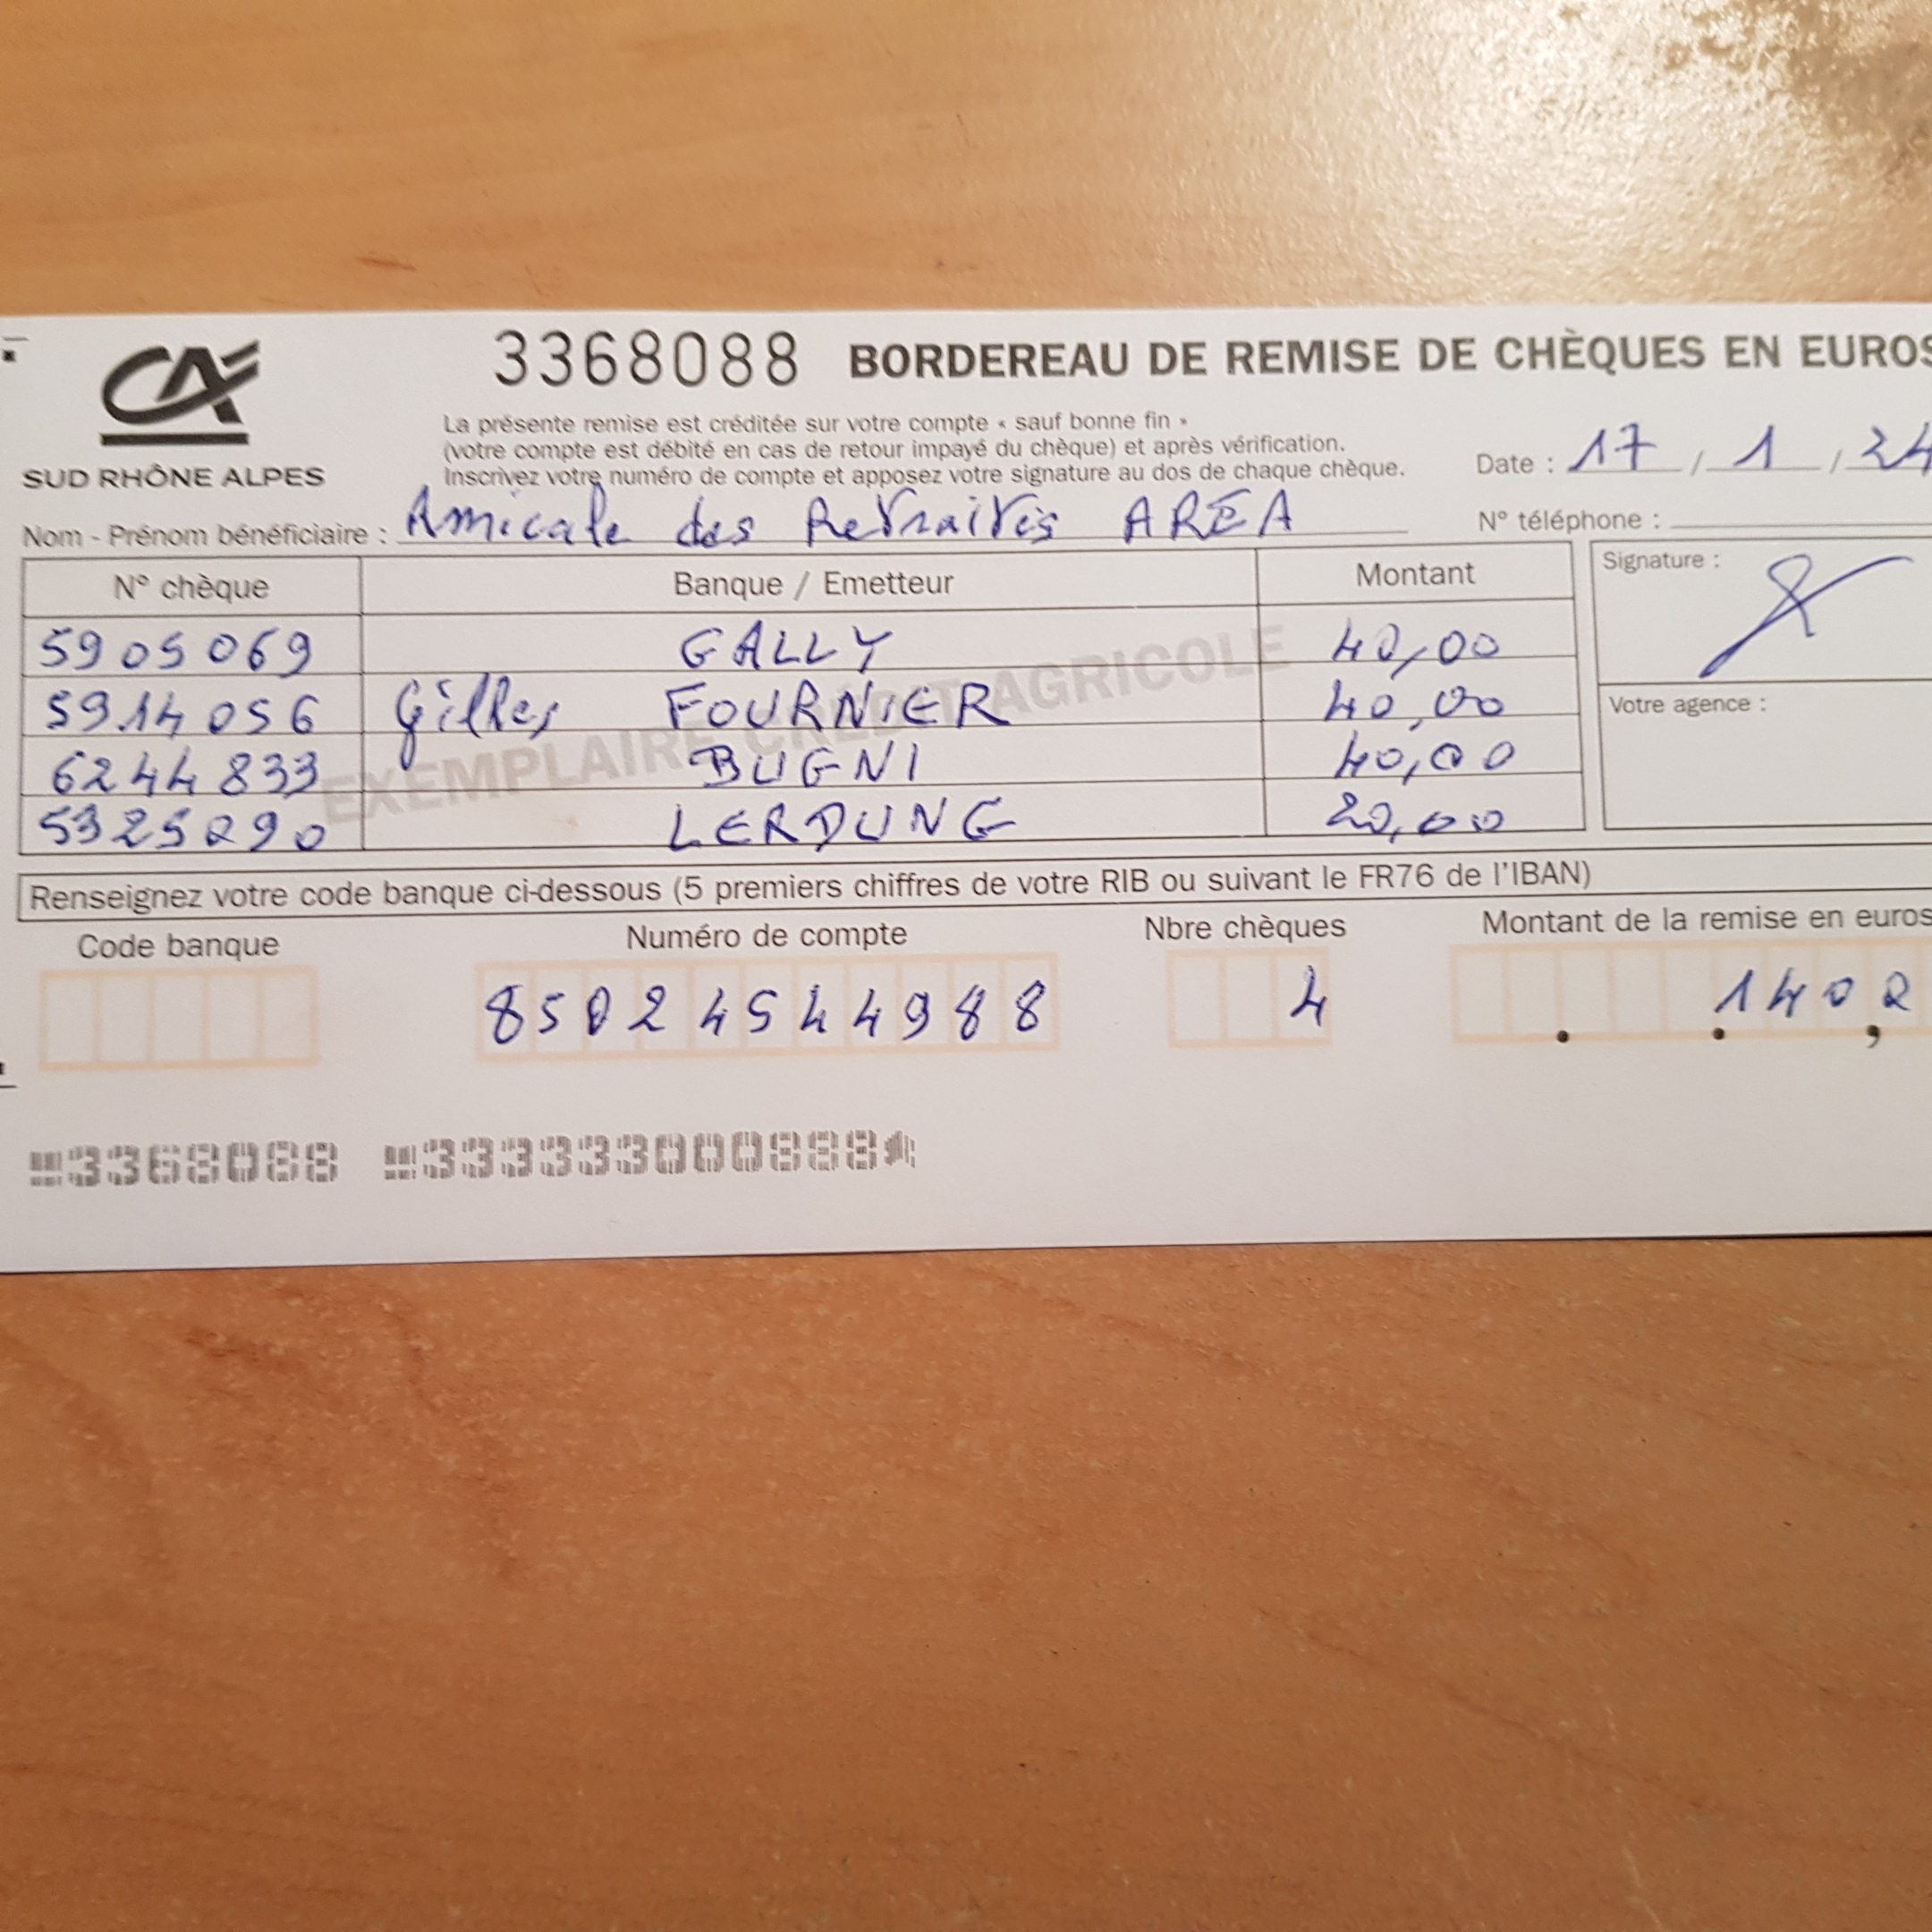 CA
SUD RHÔNE ALPES
3368088 BORDEREAU DE REMISE DE CHÈQUES EN EUROS
La présente remise est créditée sur votre compte « sauf bonne fin »
(votre compte est débité en cas de retour impayé du chèque) et après vérification.
Inscrivez votre numéro de compte et apposez votre signature au dos de chaque chèque.
Date : 17 / 1 / 24
Nom - Prénom bénéficiaire : Amicale des Retraités AREA
N° téléphone :
N° chèque Banque / Emetteur Montant
Signature :
5905069 GALLY 40,00
5914056 Gilles FOURNIER 40,00
Votre agence :
6244833 BUGNI 40,00
5325290 LERDUNG 20,00
EXEMPLAIRE CRÉDIT AGRICOLE
Renseignez votre code banque ci-dessous (5 premiers chiffres de votre RIB ou suivant le FR76 de l'IBAN)
Code banque Numéro de compte Nbre chèques Montant de la remise en euros
85024544988 4 140,0
3368088 333333000888